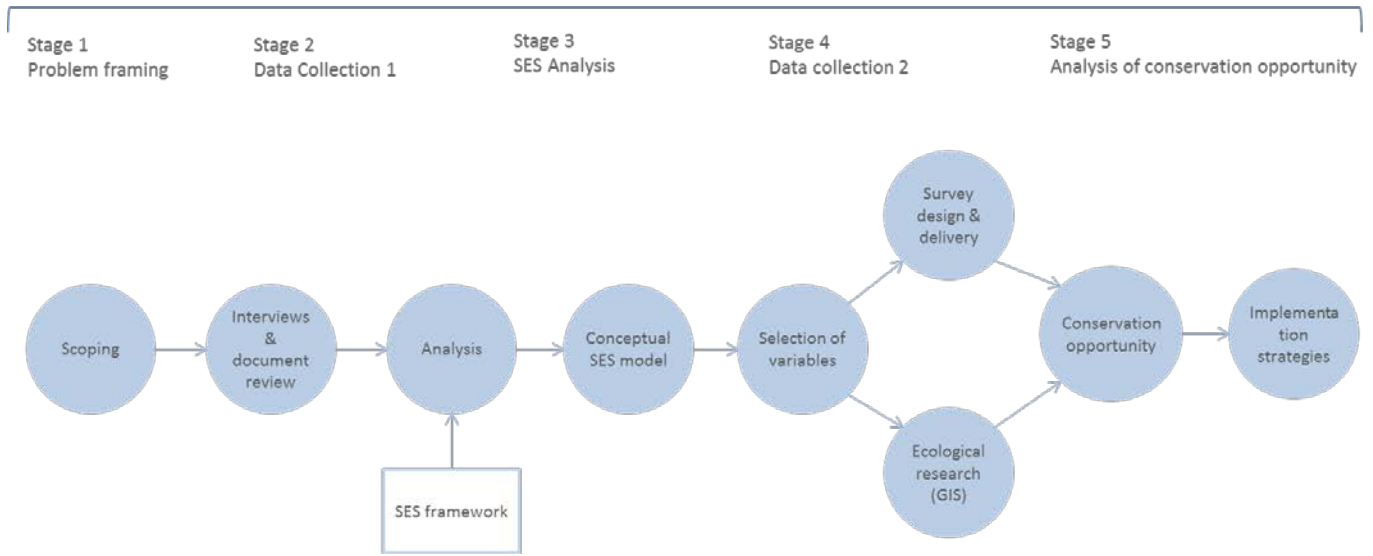 Stage 1
Problem framing
Stage 2
Data Collection 1
Stage 3
SES Analysis
Stage 4
Data collection 2
Stage 5
Analysis of conservation opportunity
Scoping
Interviews
&
document
review
Analysis
SES framework
Conceptual
SES model
Selection of
variables
Survey
design &
delivery
Ecological
research
(GIS)
Conservation
opportunity
Implementa
tion
strategies